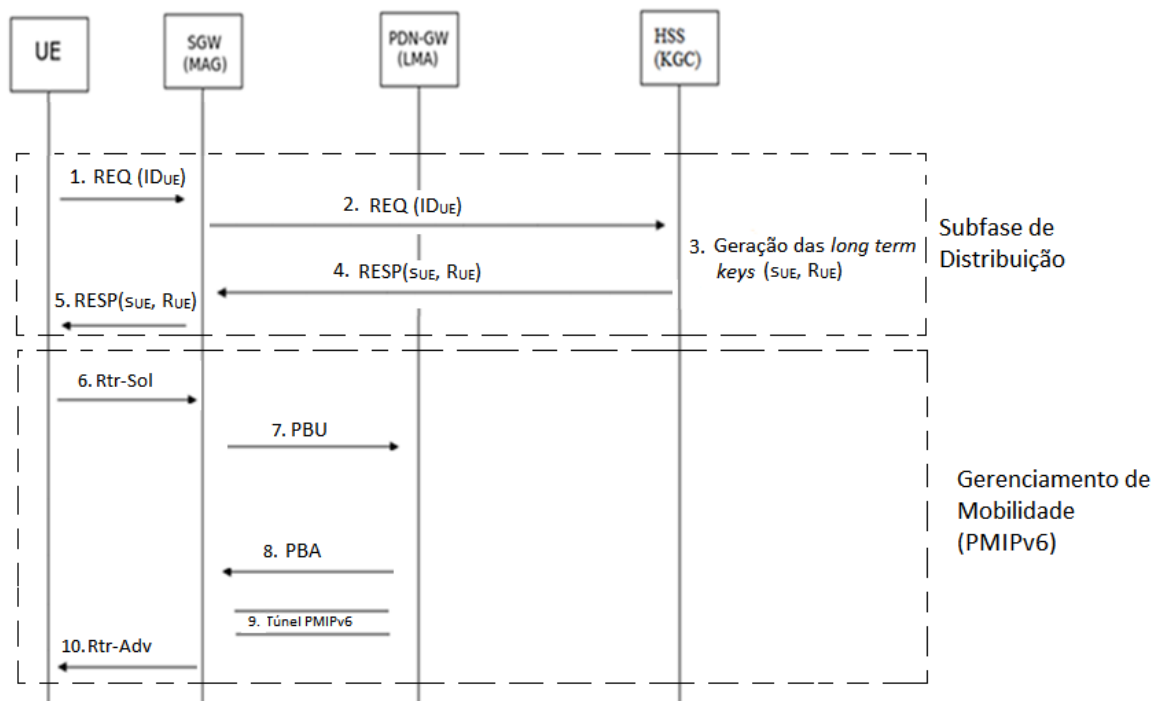 UE
SGW
(MAG)
PDN-GW
(LMA)
HSS
(KGC)
1. REQ (IDUE)
2. REQ (IDUE)
3. Geração das long term
keys (sUE, RUE)
4. RESP(sUE, RUE)
5. RESP(sUE, RUE)
Subfase de
Distribuição
6. Rtr-Sol
7. PBU
8. PBA
9. Túnel PMIPv6
10. Rtr-Adv
Gerenciamento de
Mobilidade
(PMIPv6)